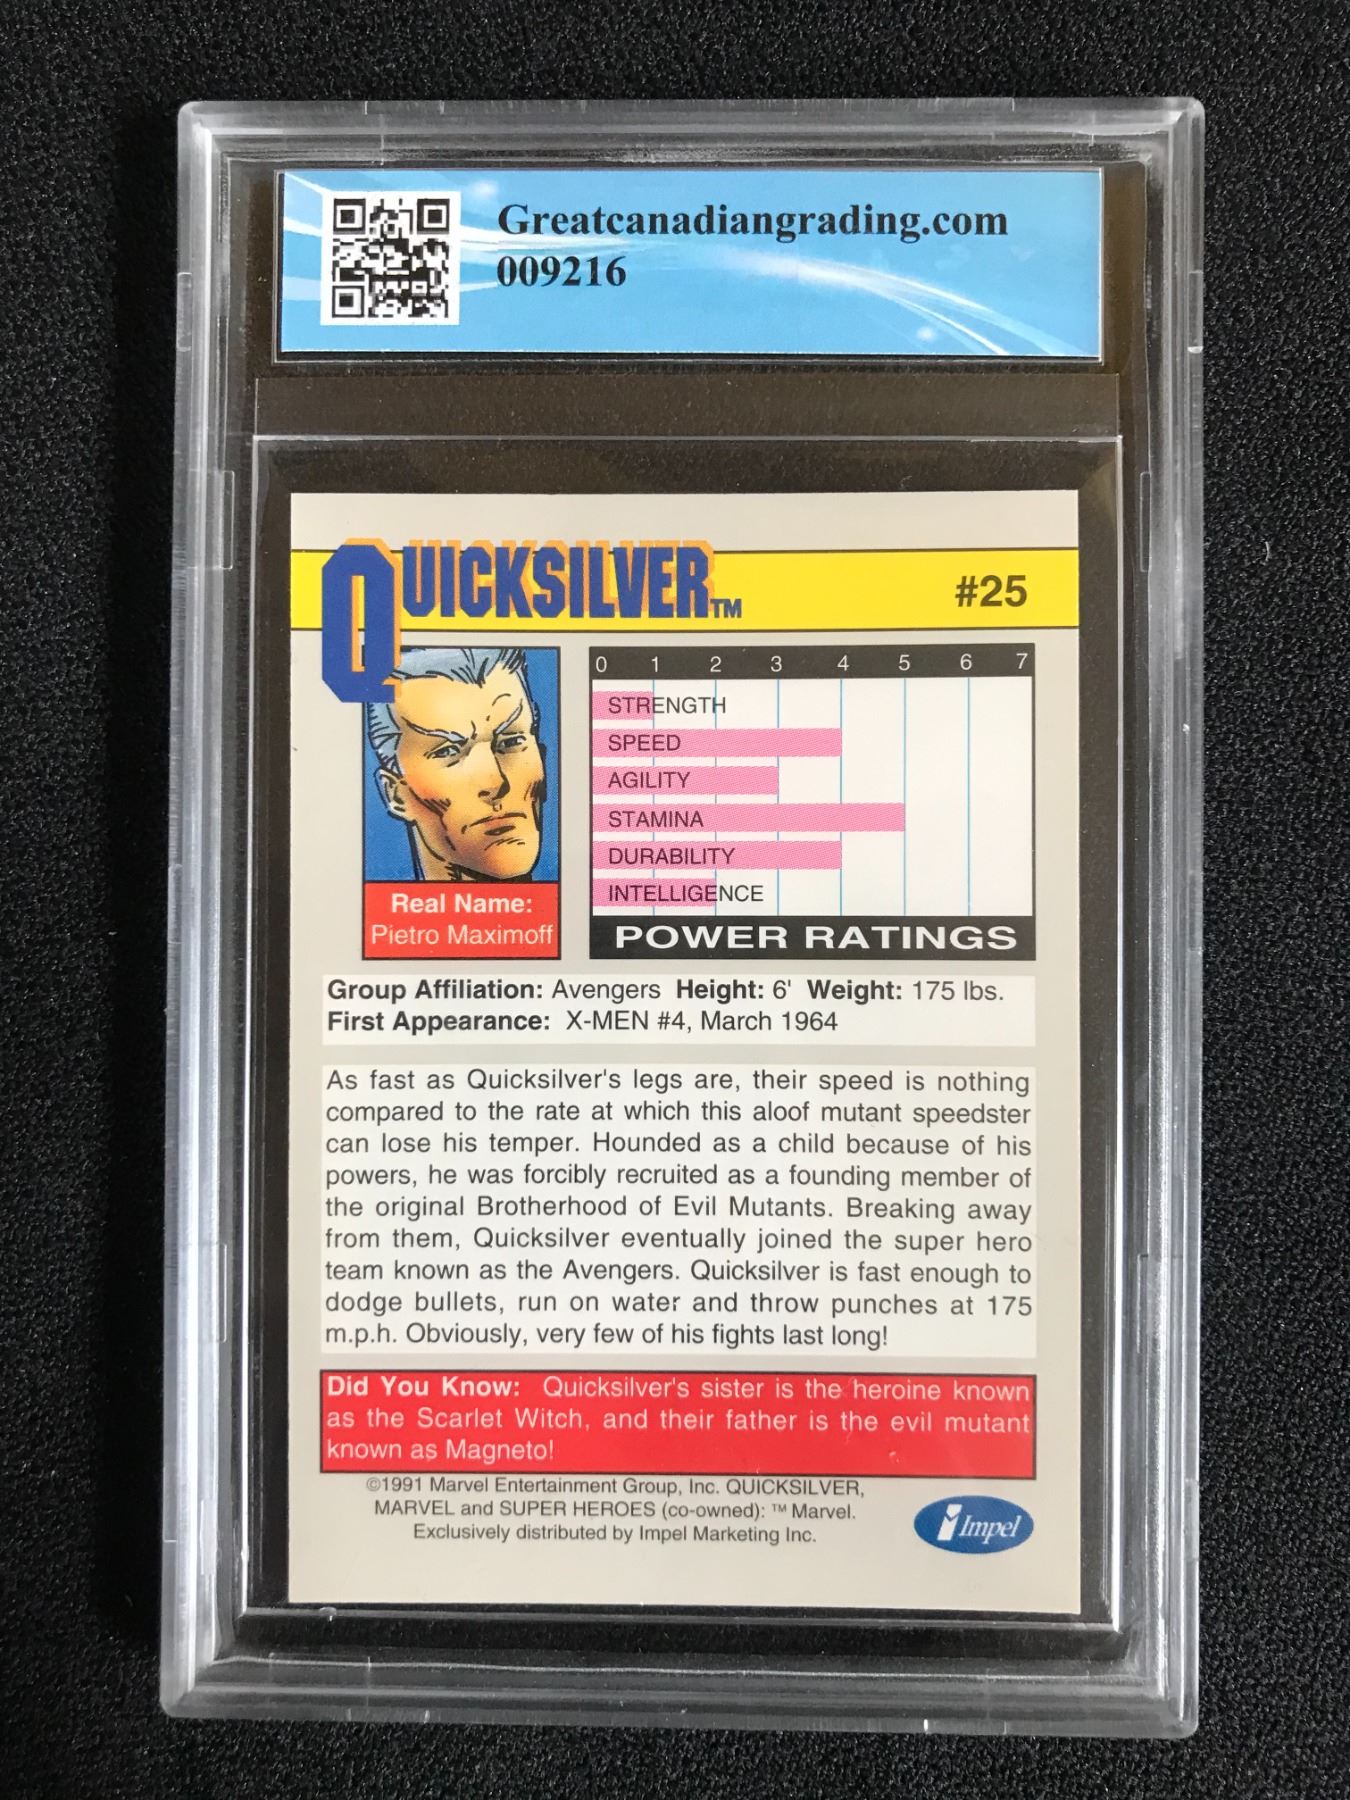 Greatcanadiangrading.com
009216
QUICKSILVER™
#25
0 1 2 3 4 5 6 7
STRENGTH
SPEED
AGILITY
STAMINA
DURABILITY
INTELLIGENCE
POWER RATINGS
Real Name:
Pietro Maximoff
Group Affiliation: Avengers Height: 6' Weight: 175 lbs.
First Appearance: X-MEN #4, March 1964
As fast as Quicksilver's legs are, their speed is nothing
compared to the rate at which this aloof mutant speedster
can lose his temper. Hounded as a child because of his
powers, he was forcibly recruited as a founding member of
the original Brotherhood of Evil Mutants. Breaking away
from them, Quicksilver eventually joined the super hero
team known as the Avengers. Quicksilver is fast enough to
dodge bullets, run on water and throw punches at 175
m.p.h. Obviously, very few of his fights last long!
Did You Know: Quicksilver's sister is the heroine known
as the Scarlet Witch, and their father is the evil mutant
known as Magneto!
©1991 Marvel Entertainment Group, Inc. QUICKSILVER,
MARVEL and SUPER HEROES (co-owned): ™ Marvel.
Exclusively distributed by Impel Marketing Inc.
Impel